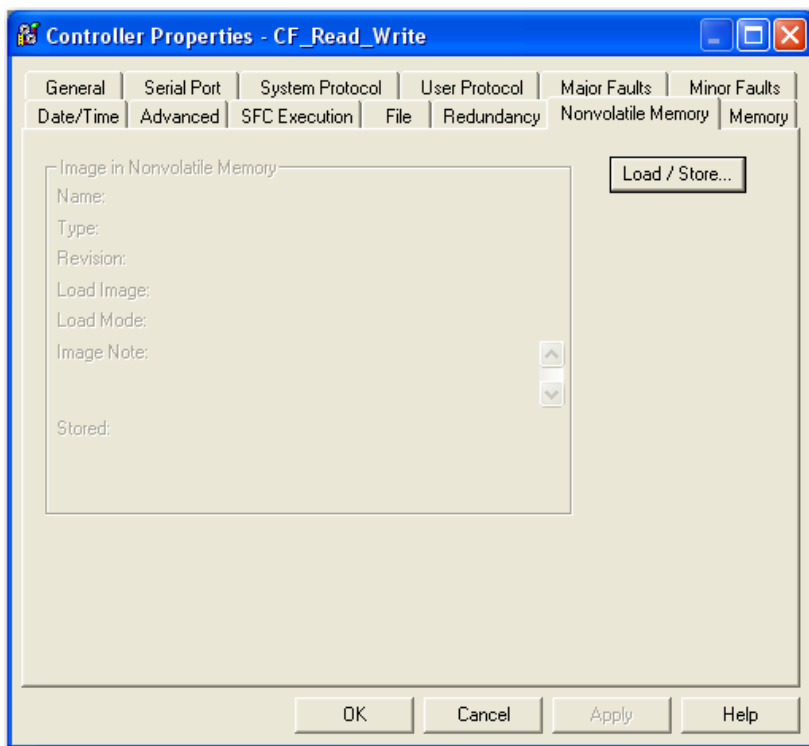 Controller Properties - CF_Read_Write
General Serial Port System Protocol User Protocol Major Faults Minor Faults
Date/Time Advanced SFC Execution File Redundancy Nonvolatile Memory Memory
Image in Nonvolatile Memory
Load / Store...
Name:
Type:
Revision:
Load Image:
Load Mode:
Image Note:
Stored:
OK Cancel Apply Help